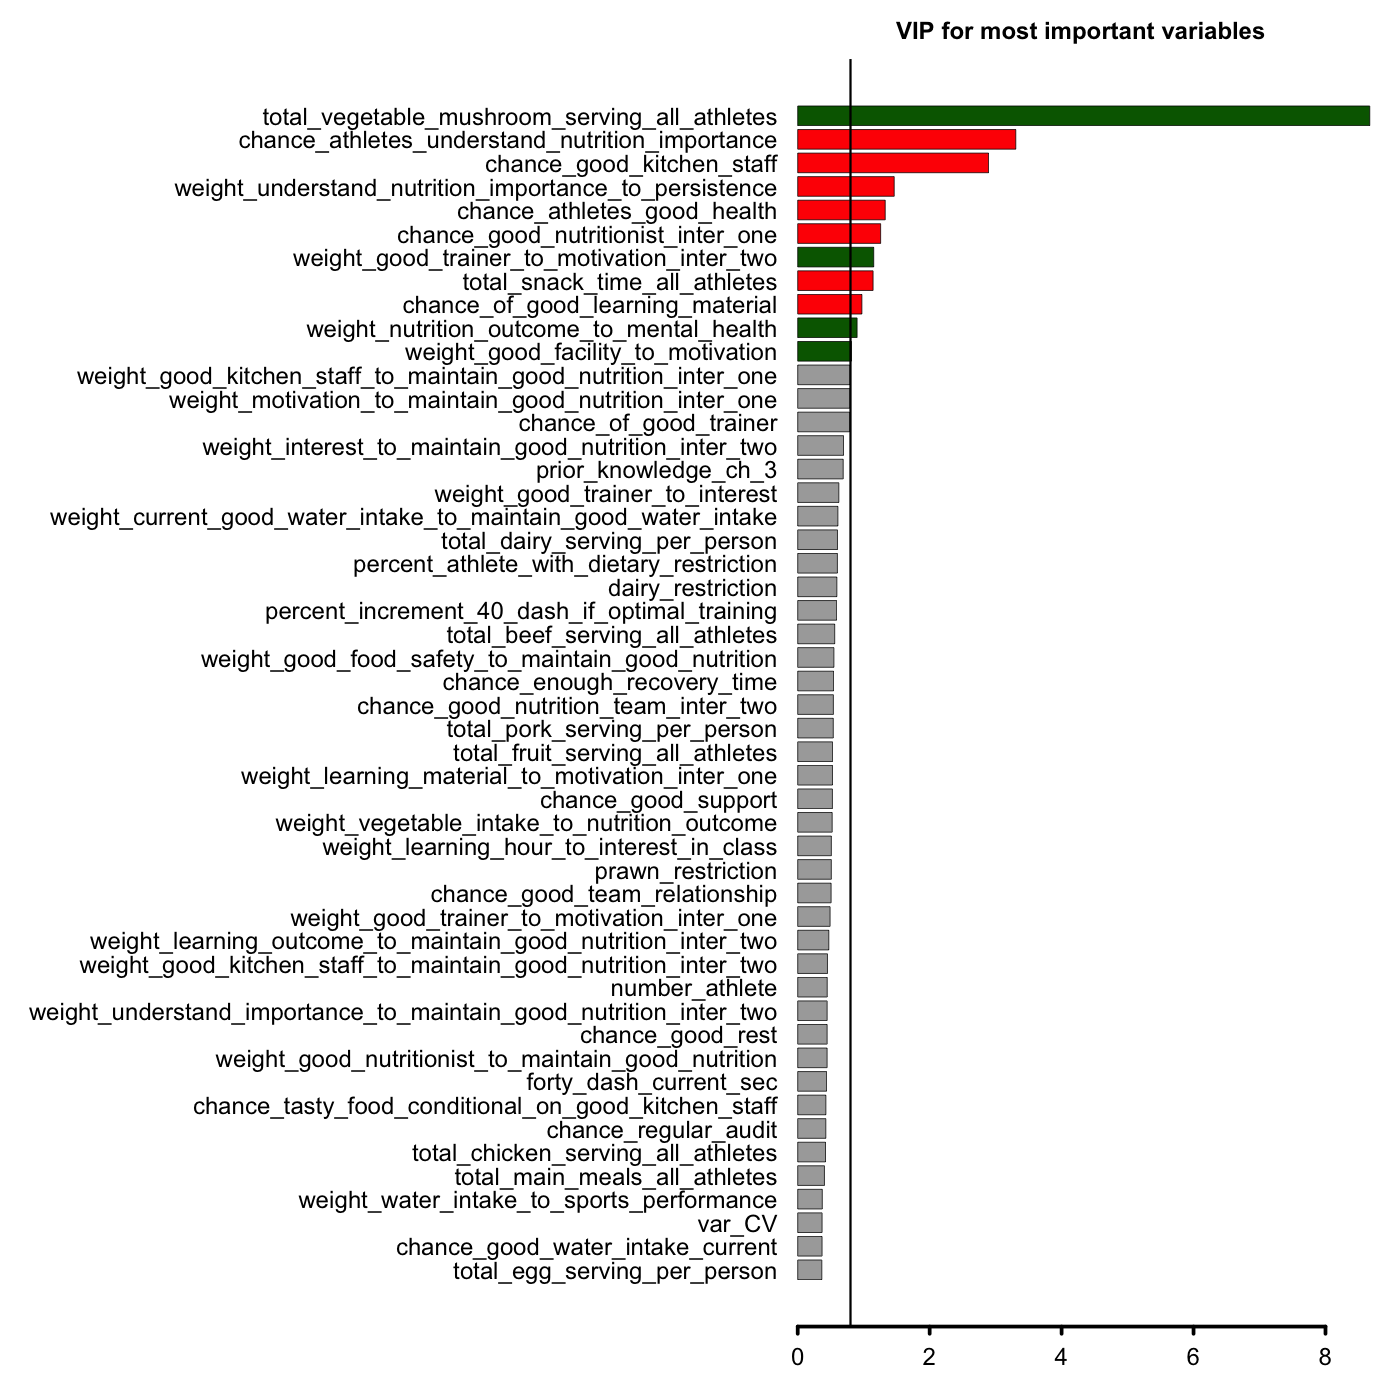 VIP for most important variables
total_vegetable_mushroom_serving_all_athletes
chance_athletes_understand_nutrition_importance
chance_good_kitchen_staff
weight_understand_nutrition_importance_to_persistence
chance_athletes_good_health
chance_good_nutritionist_inter_one
weight_good_trainer_to_motivation_inter_two
total_snack_time_all_athletes
chance_of_good_learning_material
weight_nutrition_outcome_to_mental_health
weight_good_facility_to_motivation
weight_good_kitchen_staff_to_maintain_good_nutrition_inter_one
weight_motivation_to_maintain_good_nutrition_inter_one
chance_of_good_trainer
weight_interest_to_maintain_good_nutrition_inter_two
prior_knowledge_ch_3
weight_good_trainer_to_interest
weight_current_good_water_intake_to_maintain_good_water_intake
total_dairy_serving_per_person
percent_athlete_with_dietary_restriction
dairy_restriction
percent_increment_40_dash_if_optimal_training
total_beef_serving_all_athletes
weight_good_food_safety_to_maintain_good_nutrition
chance_enough_recovery_time
chance_good_nutrition_team_inter_two
total_pork_serving_per_person
total_fruit_serving_all_athletes
weight_learning_material_to_motivation_inter_one
chance_good_support
weight_vegetable_intake_to_nutrition_outcome
weight_learning_hour_to_interest_in_class
prawn_restriction
chance_good_team_relationship
weight_good_trainer_to_motivation_inter_one
weight_learning_outcome_to_maintain_good_nutrition_inter_two
weight_good_kitchen_staff_to_maintain_good_nutrition_inter_two
number_athlete
weight_understand_importance_to_maintain_good_nutrition_inter_two
chance_good_rest
weight_good_nutritionist_to_maintain_good_nutrition
forty_dash_current_sec
chance_tasty_food_conditional_on_good_kitchen_staff
chance_regular_audit
total_chicken_serving_all_athletes
total_main_meals_all_athletes
weight_water_intake_to_sports_performance
var_CV
chance_good_water_intake_current
total_egg_serving_per_person
0 2 4 6 8